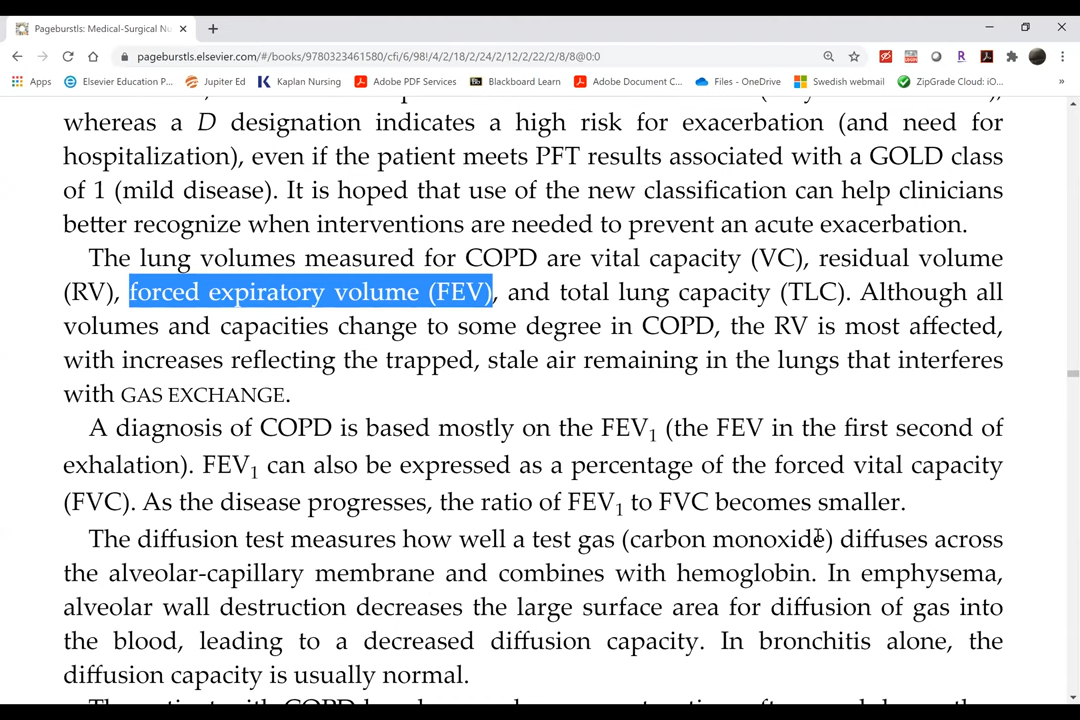 Pageburstls: Medical-Surgical Nu
pageburstls.elsevier.com/#/books/9780323461580/cfi/6/98!/4/2/18/2/24/2/12/2/22/2/8/8@0:0
Apps Elsevier Education P... Jupiter Ed Kaplan Nursing Adobe PDF Services Blackboard Learn Adobe Document C... Files - OneDrive Swedish webmail ZipGrade Cloud: iO...
whereas a D designation indicates a high risk for exacerbation (and need for
hospitalization), even if the patient meets PFT results associated with a GOLD class
of 1 (mild disease). It is hoped that use of the new classification can help clinicians
better recognize when interventions are needed to prevent an acute exacerbation.
The lung volumes measured for COPD are vital capacity (VC), residual volume
(RV), forced expiratory volume (FEV), and total lung capacity (TLC). Although all
volumes and capacities change to some degree in COPD, the RV is most affected,
with increases reflecting the trapped, stale air remaining in the lungs that interferes
with GAS EXCHANGE.
A diagnosis of COPD is based mostly on the FEV1 (the FEV in the first second of
exhalation). FEV1 can also be expressed as a percentage of the forced vital capacity
(FVC). As the disease progresses, the ratio of FEV1 to FVC becomes smaller.
The diffusion test measures how well a test gas (carbon monoxide) diffuses across
the alveolar-capillary membrane and combines with hemoglobin. In emphysema,
alveolar wall destruction decreases the large surface area for diffusion of gas into
the blood, leading to a decreased diffusion capacity. In bronchitis alone, the
diffusion capacity is usually normal.